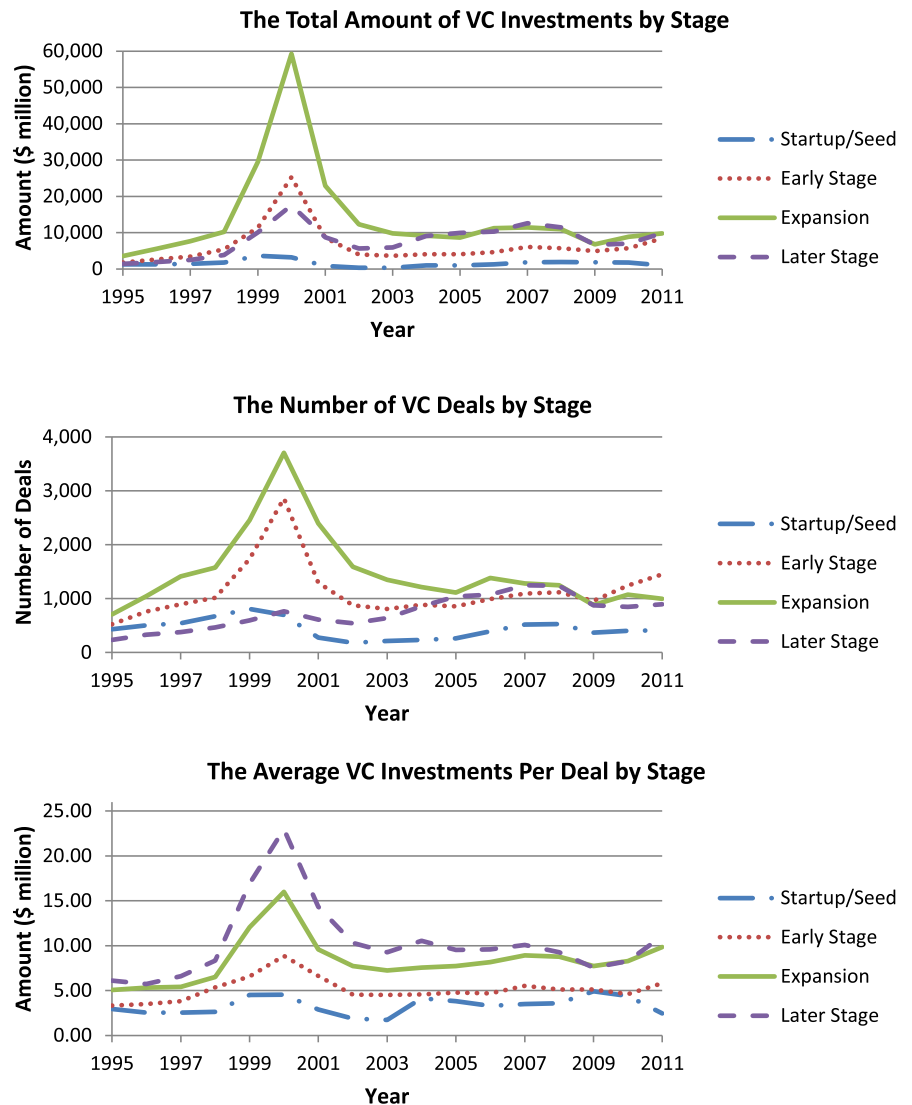 The Total Amount of VC Investments by Stage
Amount ($ million)
60,000
50,000
40,000
30,000
20,000
10,000
0
1995 1997 1999 2001 2003 2005 2007 2009 2011
Year
Startup/Seed
Early Stage
Expansion
Later Stage
The Number of VC Deals by Stage
Number of Deals
4,000
3,000
2,000
1,000
0
1995 1997 1999 2001 2003 2005 2007 2009 2011
Year
Startup/Seed
Early Stage
Expansion
Later Stage
The Average VC Investments Per Deal by Stage
Amount ($ million)
25.00
20.00
15.00
10.00
5.00
0.00
1995 1997 1999 2001 2003 2005 2007 2009 2011
Year
Startup/Seed
Early Stage
Expansion
Later Stage